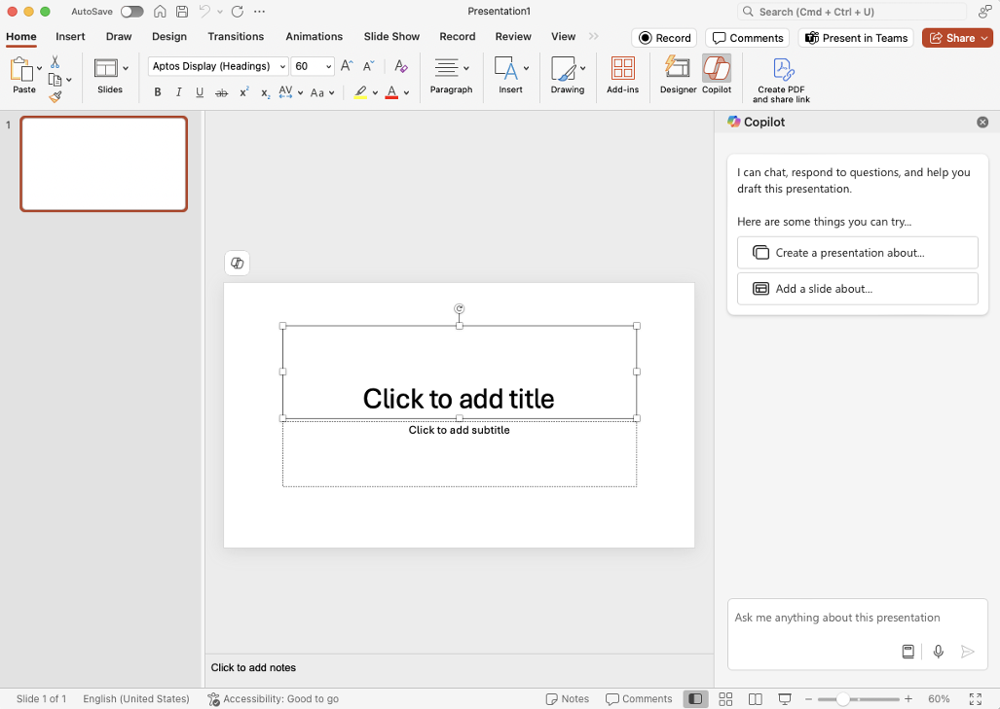 AutoSave
Presentation1
Search (Cmd + Ctrl + U)
Home Insert Draw Design Transitions Animations Slide Show Record Review View
Record Comments Present in Teams Share
Paste
Slides
Aptos Display (Headings) 60
B I U ab x² x₂ AV Aa A
Paragraph
Insert
Drawing
Add-ins
Designer Copilot
Create PDF
and share link
1
Click to add title
Click to add subtitle
Click to add notes
Copilot
I can chat, respond to questions, and help you
draft this presentation.
Here are some things you can try...
Create a presentation about...
Add a slide about...
Ask me anything about this presentation
Slide 1 of 1 English (United States) Accessibility: Good to go Notes Comments 60%